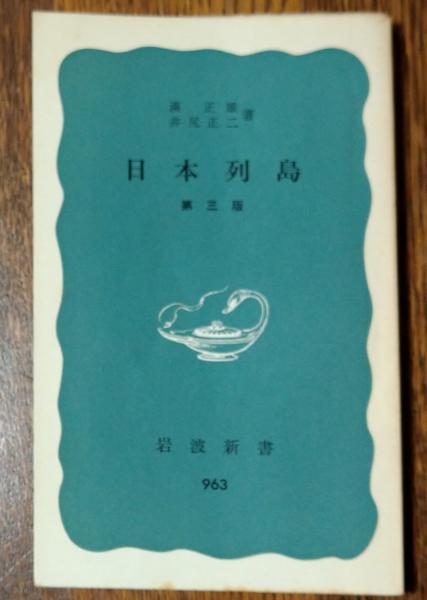 湊 正雄
井尻正二 著
日本列島
第三版
岩波新書
963